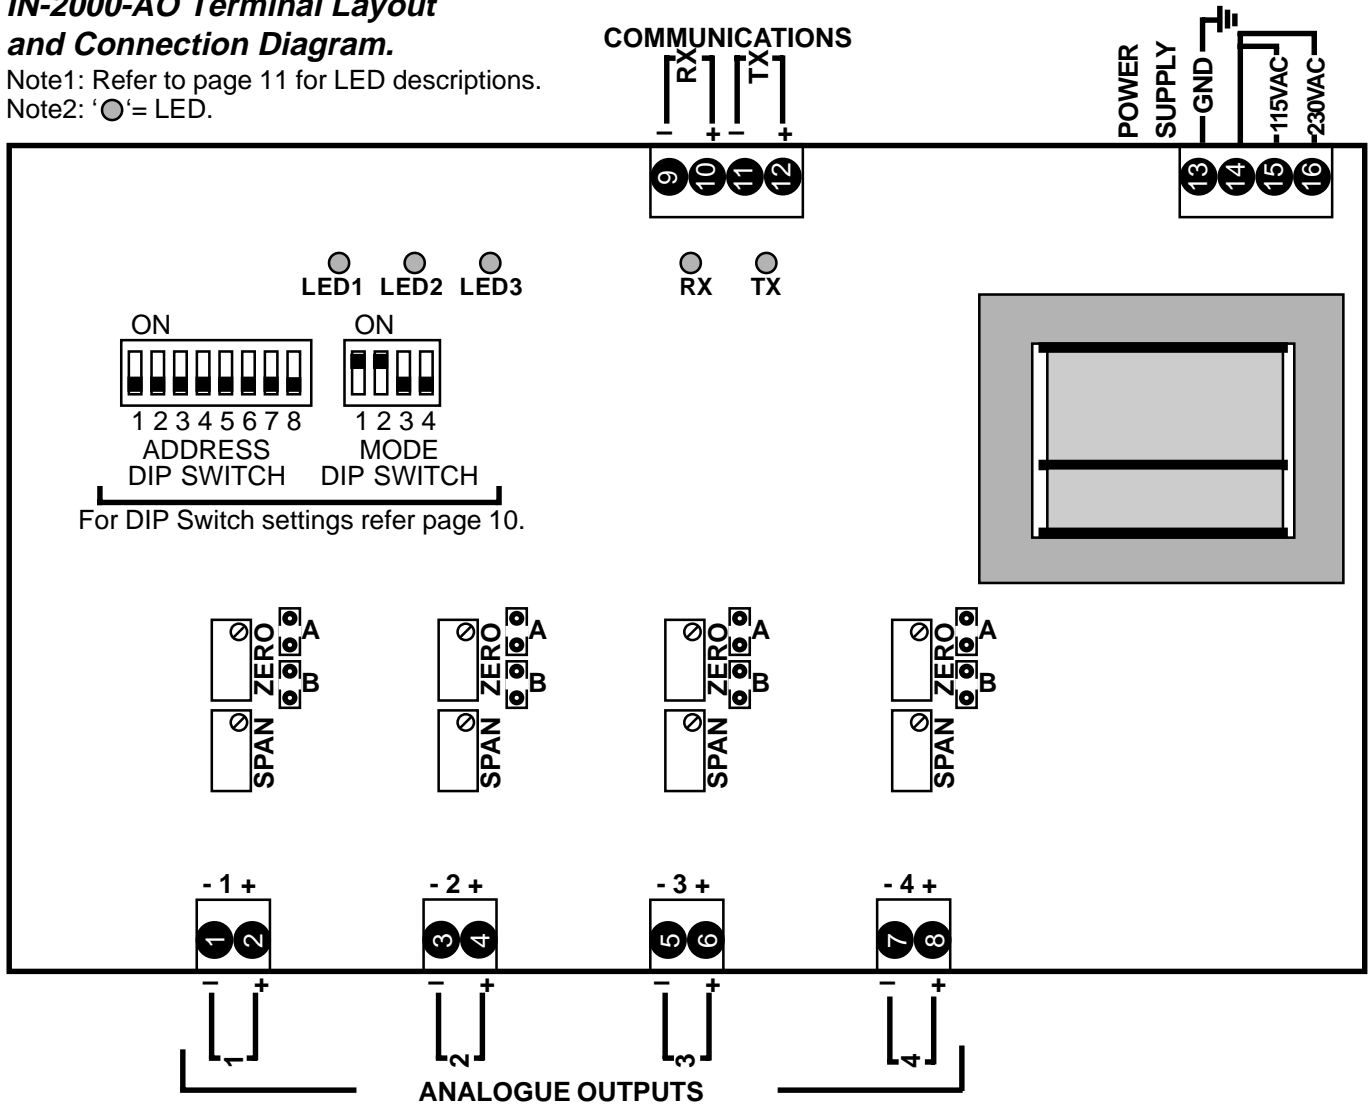 IN-2000-AO Terminal Layout
and Connection Diagram.
Note1: Refer to page 11 for LED descriptions.
Note2: ‘ ‘= LED.
COMMUNICATIONS
RX TX
– + – +
9 10 11 12
POWER
SUPPLY
GND
115VAC
230VAC
13 14 15 16
LED1 LED2 LED3
RX TX
ON
1 2 3 4 5 6 7 8
ADDRESS
DIP SWITCH
ON
1 2 3 4
MODE
DIP SWITCH
For DIP Switch settings refer page 10.
ZERO A
B
SPAN
ZERO A
B
SPAN
ZERO A
B
SPAN
ZERO A
B
SPAN
- 1 + - 2 + - 3 + - 4 +
1 2 3 4 5 6 7 8
– + – + – + – +
1 2 3 4
ANALOGUE OUTPUTS